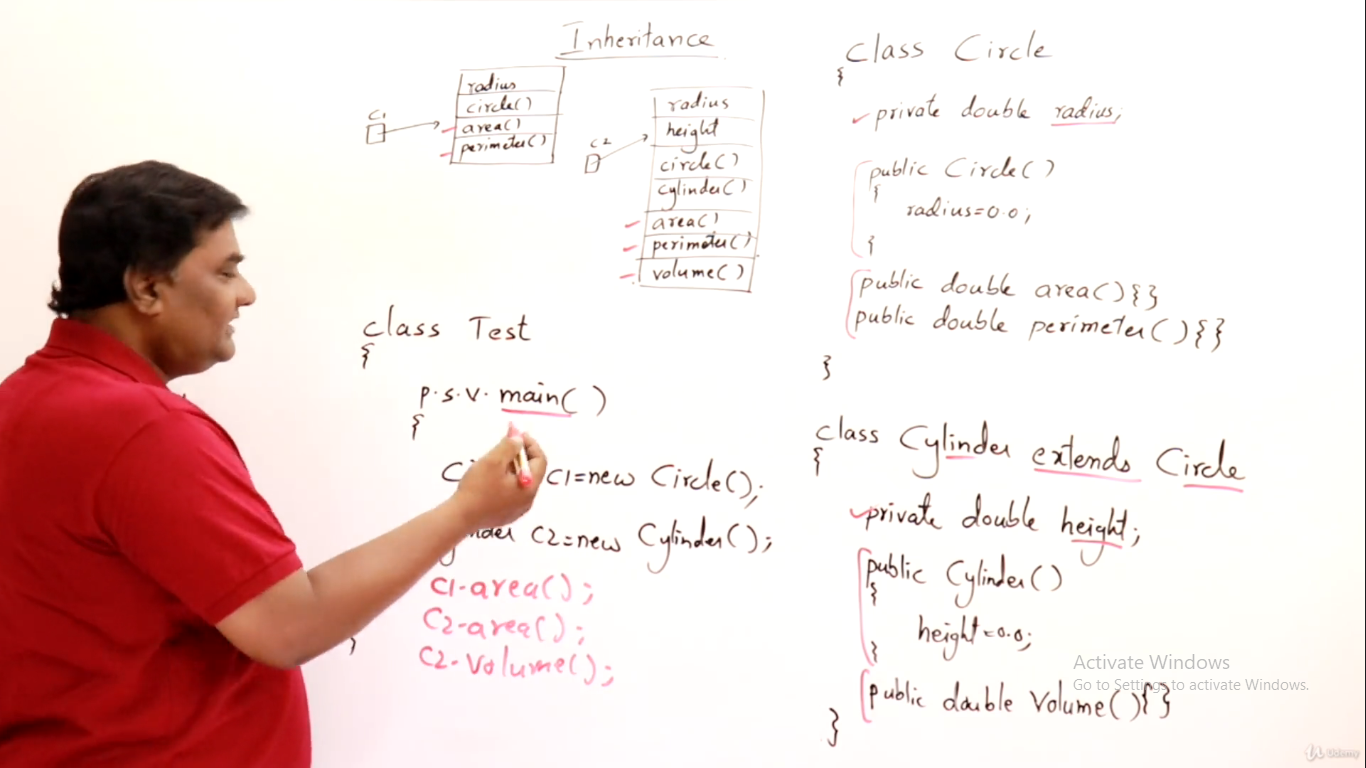 Inheritance
C1
radius
circle()
area()
perimeter()
C2
radius
height
circle()
cylinder()
area()
perimeter()
volume()
class Test
{
p.s.v. main( )
{
C1=new Circle();
C2=new Cylinder();
C1.area();
C2.area();
C2.volume();
}
class Circle
{
private double radius;
public Circle()
{
radius=0.0;
}
public double area(){}
public double perimeter(){}
}
class Cylinder extends Circle
{
private double height;
public Cylinder()
{
height=0.0;
}
public double Volume(){}
}
Activate Windows
Go to Settings to activate Windows.
Udemy